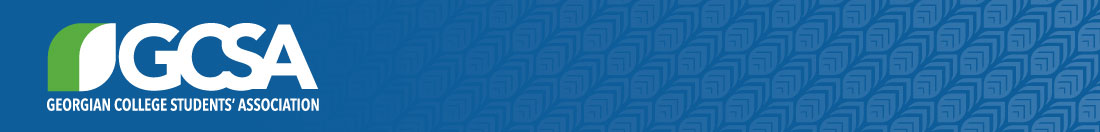 GCSA
GEORGIAN COLLEGE STUDENTS' ASSOCIATION